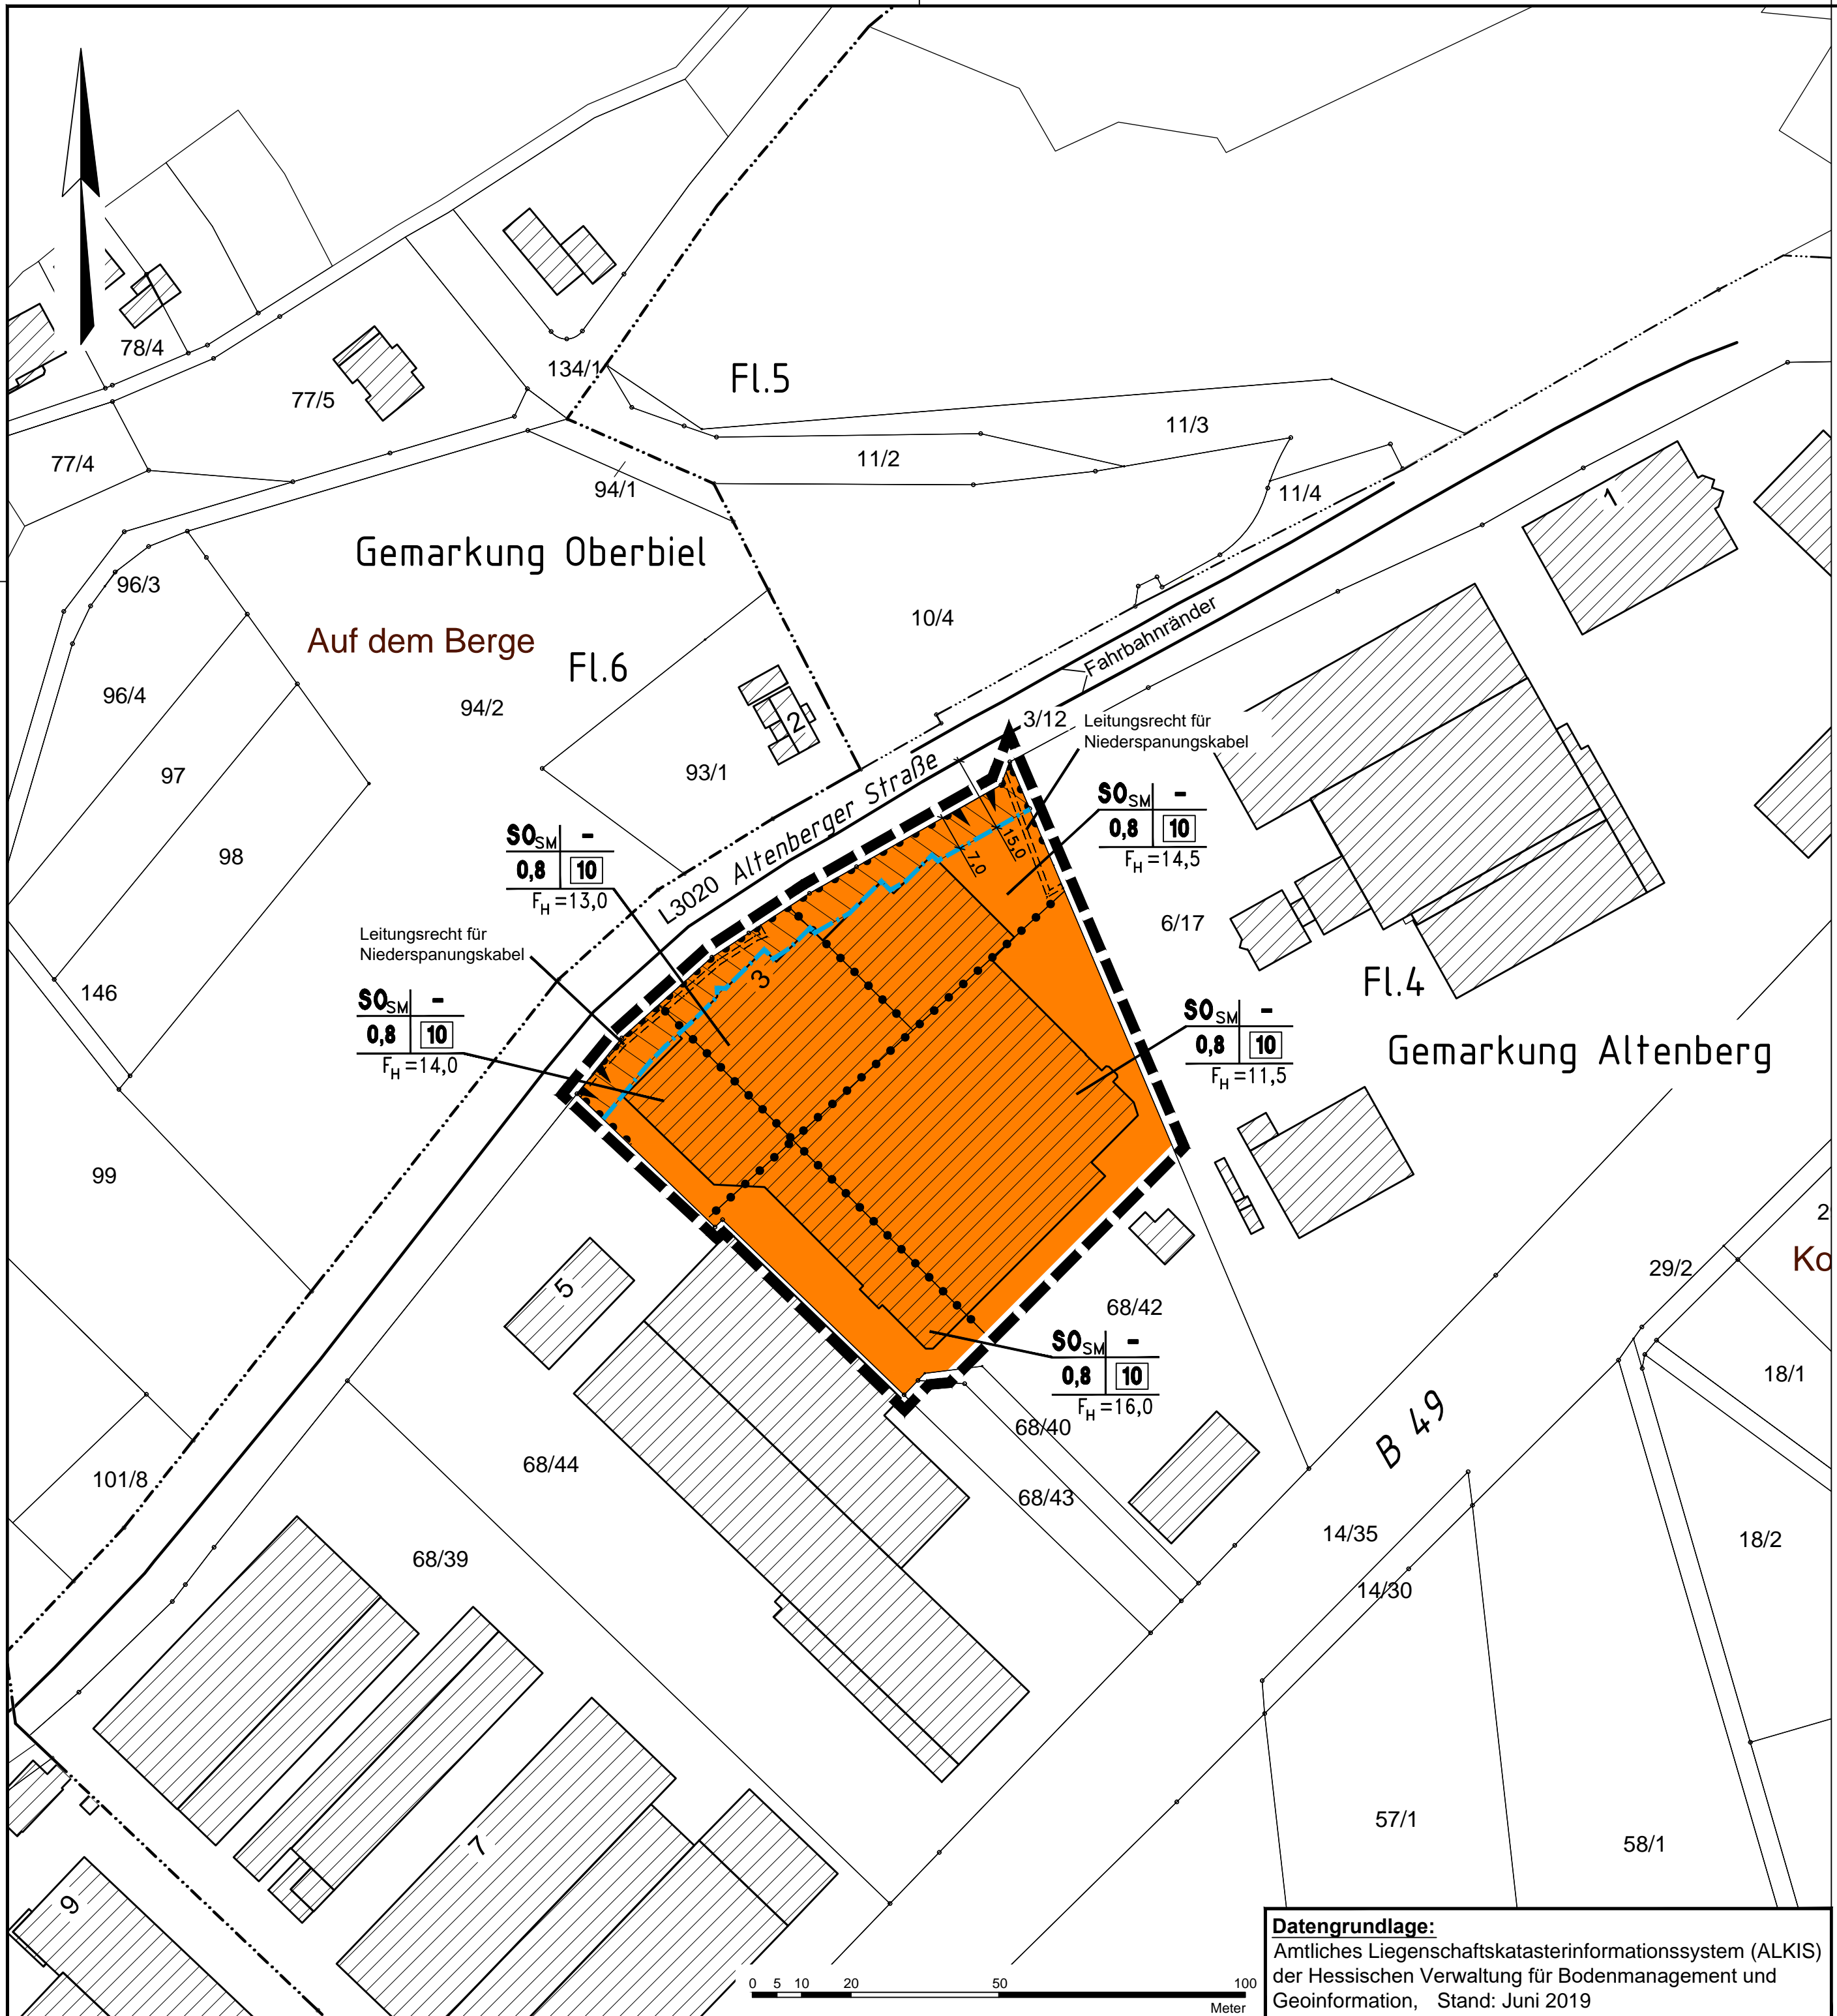 78/4
77/5
134/1
Fl.5
77/4
11/3
11/2
94/1
11/4
1
Gemarkung Oberbiel
96/3
10/4
Fahrbahnränder
Auf dem Berge
Fl.6
96/4
94/2
2
3/12
Leitungsrecht für
Niederspanungskabel
97
93/1
L3020 Altenberger Straße
SO SM -
0,8 10
FH =14,5
15,0
7,0
98
SO SM -
0,8 10
FH =13,0
6/17
Leitungsrecht für
Niederspanungskabel
3
Fl.4
146
SO SM -
0,8 10
FH =14,0
SO SM -
0,8 10
FH =11,5
Gemarkung Altenberg
99
2
29/2
Ko
5
68/42
SO SM -
0,8 10
FH =16,0
18/1
68/40
B 49
68/44
101/8
68/43
14/35
18/2
68/39
14/30
57/1
58/1
7
9
Datengrundlage:
Amtliches Liegenschaftskatasterinformationssystem (ALKIS)
der Hessischen Verwaltung für Bodenmanagement und
Geoinformation, Stand: Juni 2019
0 5 10 20 50 100
Meter